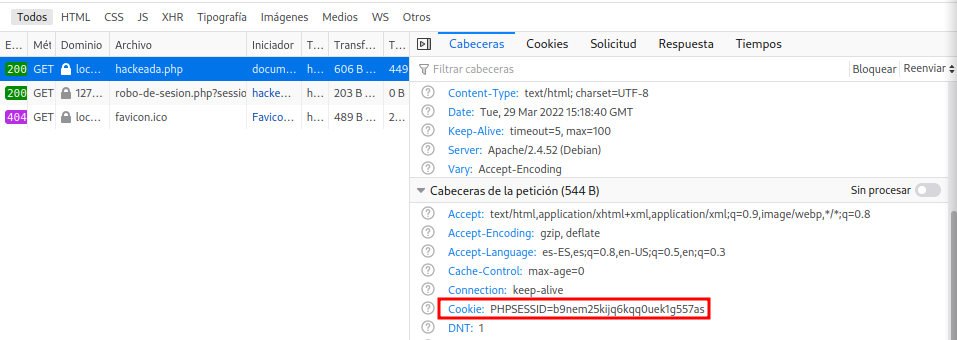 Todos HTML CSS JS XHR Tipografía Imágenes Medios WS Otros
E... Mét Dominio Archivo Iniciador T... Transf... T...
200 GET loc... hackeada.php docum... h... 606 B ... 449
200 GET 127... robo-de-sesion.php?sessio hacke... h... 203 B ... 0 B
404 GET loc... favicon.ico Favico... h... 489 B ... 2...
Cabeceras Cookies Solicitud Respuesta Tiempos
Filtrar cabeceras Bloquear Reenviar
Content-Type: text/html; charset=UTF-8
Date: Tue, 29 Mar 2022 15:18:40 GMT
Keep-Alive: timeout=5, max=100
Server: Apache/2.4.52 (Debian)
Vary: Accept-Encoding
Cabeceras de la petición (544 B) Sin procesar
Accept: text/html,application/xhtml+xml,application/xml;q=0.9,image/webp,*/*;q=0.8
Accept-Encoding: gzip, deflate
Accept-Language: es-ES,es;q=0.8,en-US;q=0.5,en;q=0.3
Cache-Control: max-age=0
Connection: keep-alive
Cookie: PHPSESSID=b9nem25kijq6kqq0uek1g557as
DNT: 1